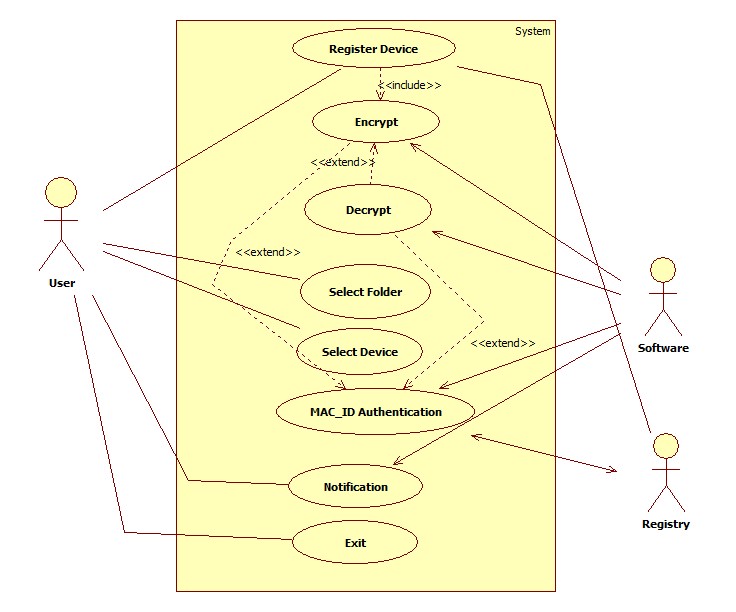 System
Register Device
<<include>>
Encrypt
<<extend>>
Decrypt
<<extend>>
User
Select Folder
Software
<<extend>>
Select Device
MAC_ID Authentication
Notification
Registry
Exit